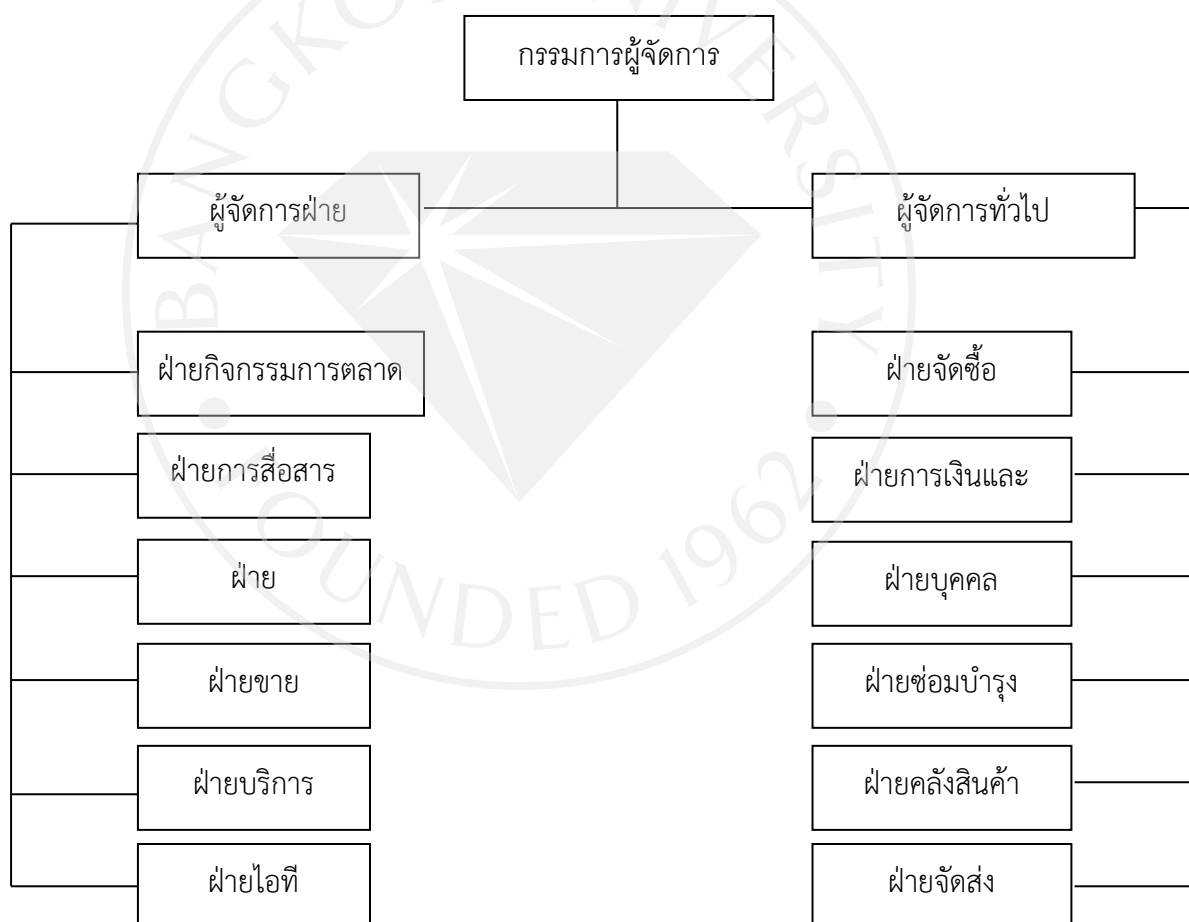 กรรมการผู้จัดการ
ผู้จัดการฝ่าย
ผู้จัดการทั่วไป
ฝ่ายกิจกรรมการตลาด
ฝ่ายจัดซื้อ
ฝ่ายการสื่อสาร
ฝ่ายการเงินและ
ฝ่าย
ฝ่ายบุคคล
ฝ่ายขาย
ฝ่ายซ่อมบำรุง
ฝ่ายบริการ
ฝ่ายคลังสินค้า
ฝ่ายไอที
ฝ่ายจัดส่ง
BANGKOK UNIVERSITY
FOUNDED 1962